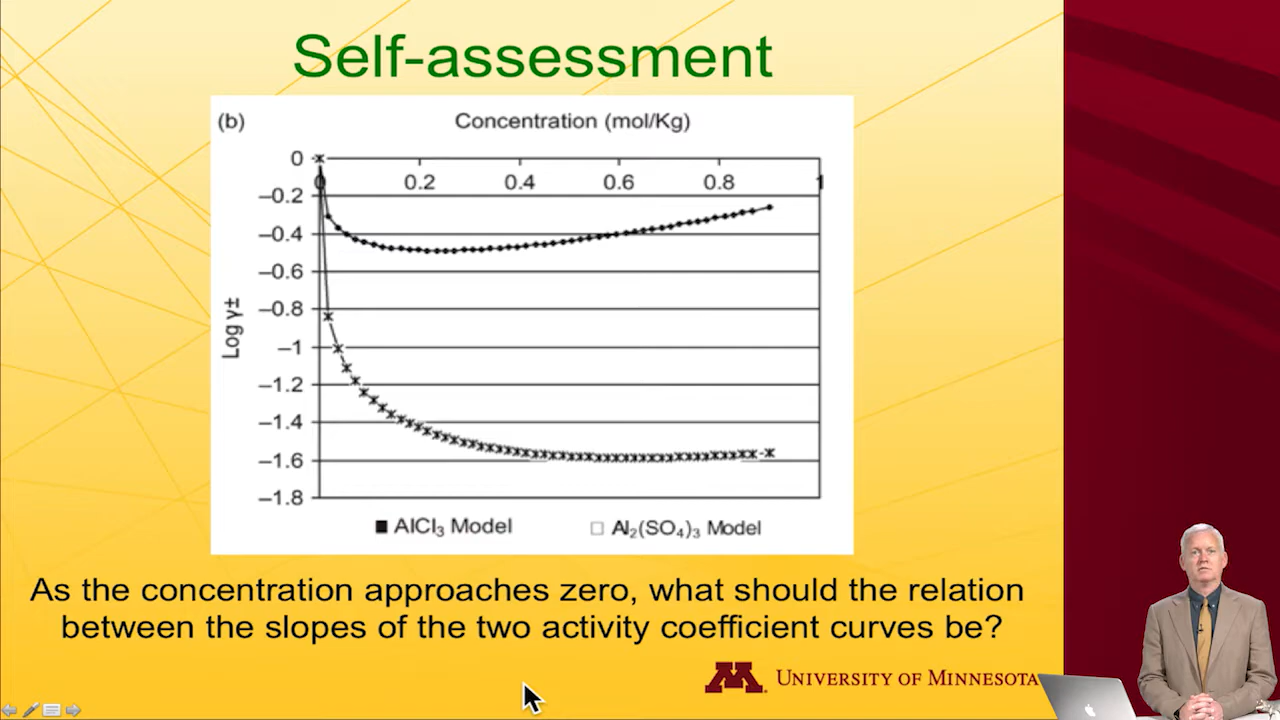 Self-assessment
(b)
Concentration (mol/Kg)
0
0 0.2 0.4 0.6 0.8 1
–0.2
–0.4
–0.6
–0.8
–1
–1.2
–1.4
–1.6
–1.8
Log γ±
AlCl₃ Model
Al₂(SO₄)₃ Model
As the concentration approaches zero, what should the relation
between the slopes of the two activity coefficient curves be?
M
UNIVERSITY OF MINNESOTA